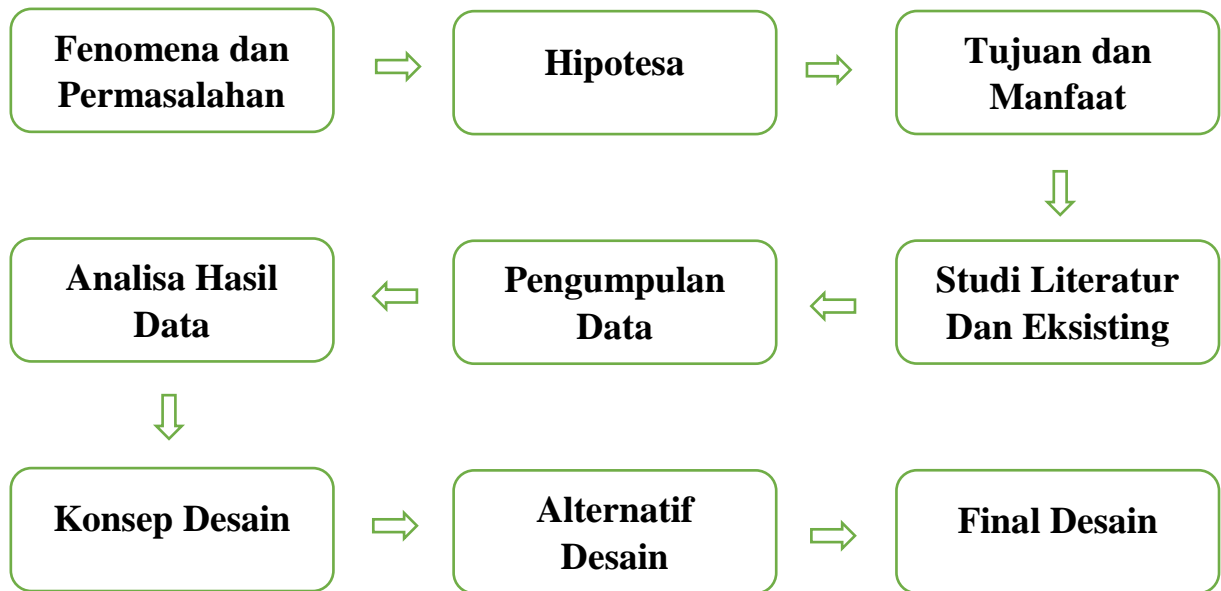 Fenomena dan
Permasalahan
Hipotesa
Tujuan dan
Manfaat
Analisa Hasil
Data
Pengumpulan
Data
Studi Literatur
Dan Eksisting
Konsep Desain
Alternatif
Desain
Final Desain